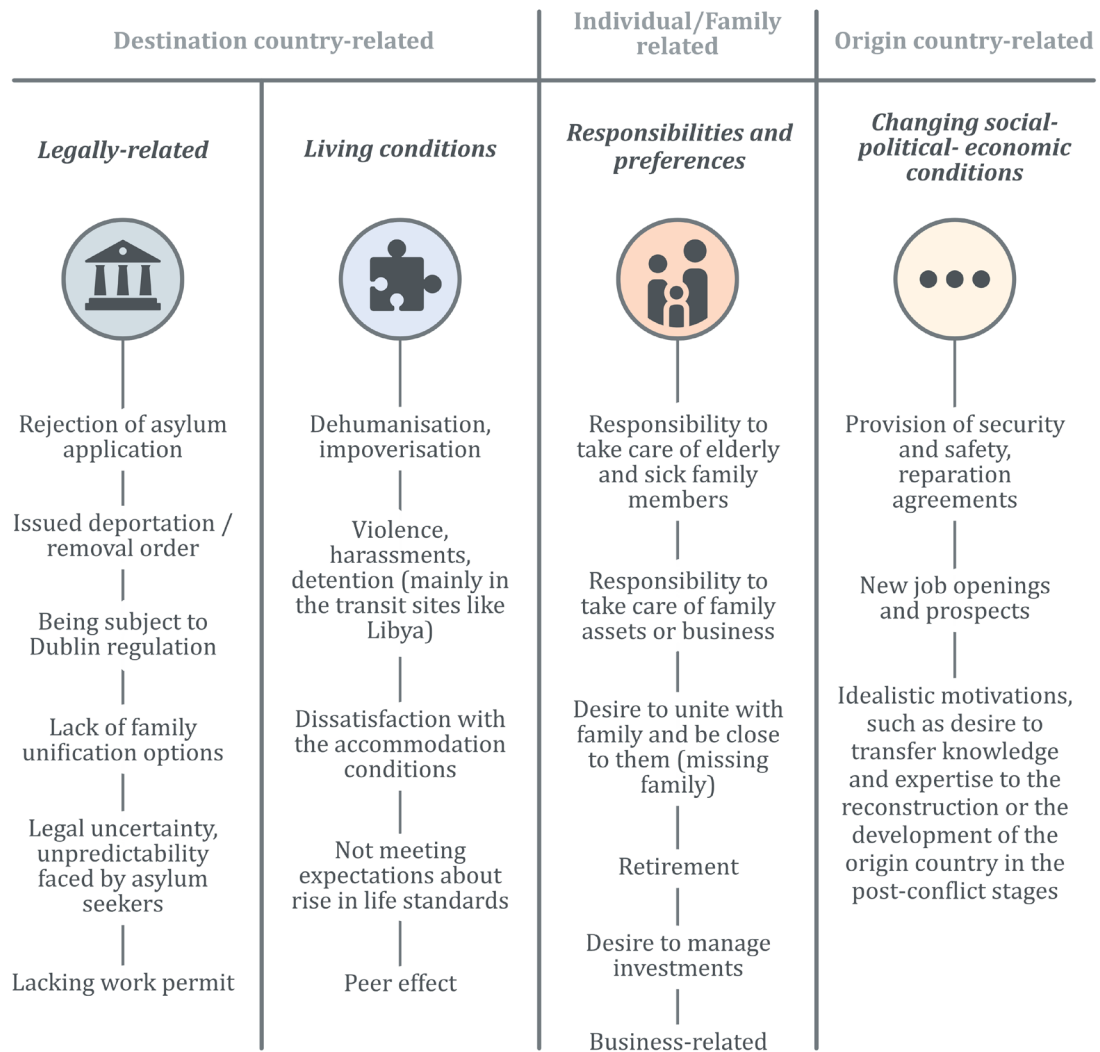 Destination country-related
Individual/Family
related
Origin country-related
Legally-related
Rejection of asylum
application
Issued deportation /
removal order
Being subject to
Dublin regulation
Lack of family
unification options
Legal uncertainty,
unpredictability
faced by asylum
seekers
Lacking work permit
Living conditions
Dehumanisation,
impoverisation
Violence,
harassments,
detention (mainly in
the transit sites like
Libya)
Dissatisfaction with
the accommodation
conditions
Not meeting
expectations about
rise in life standards
Peer effect
Responsibilities and
preferences
Responsibility to
take care of elderly
and sick family
members
Responsibility to
take care of family
assets or business
Desire to unite with
family and be close
to them (missing
family)
Retirement
Desire to manage
investments
Business-related
Changing social-
political- economic
conditions
Provision of security
and safety,
reparation
agreements
New job openings
and prospects
Idealistic motivations,
such as desire to
transfer knowledge
and expertise to the
reconstruction or the
development of the
origin country in the
post-conflict stages